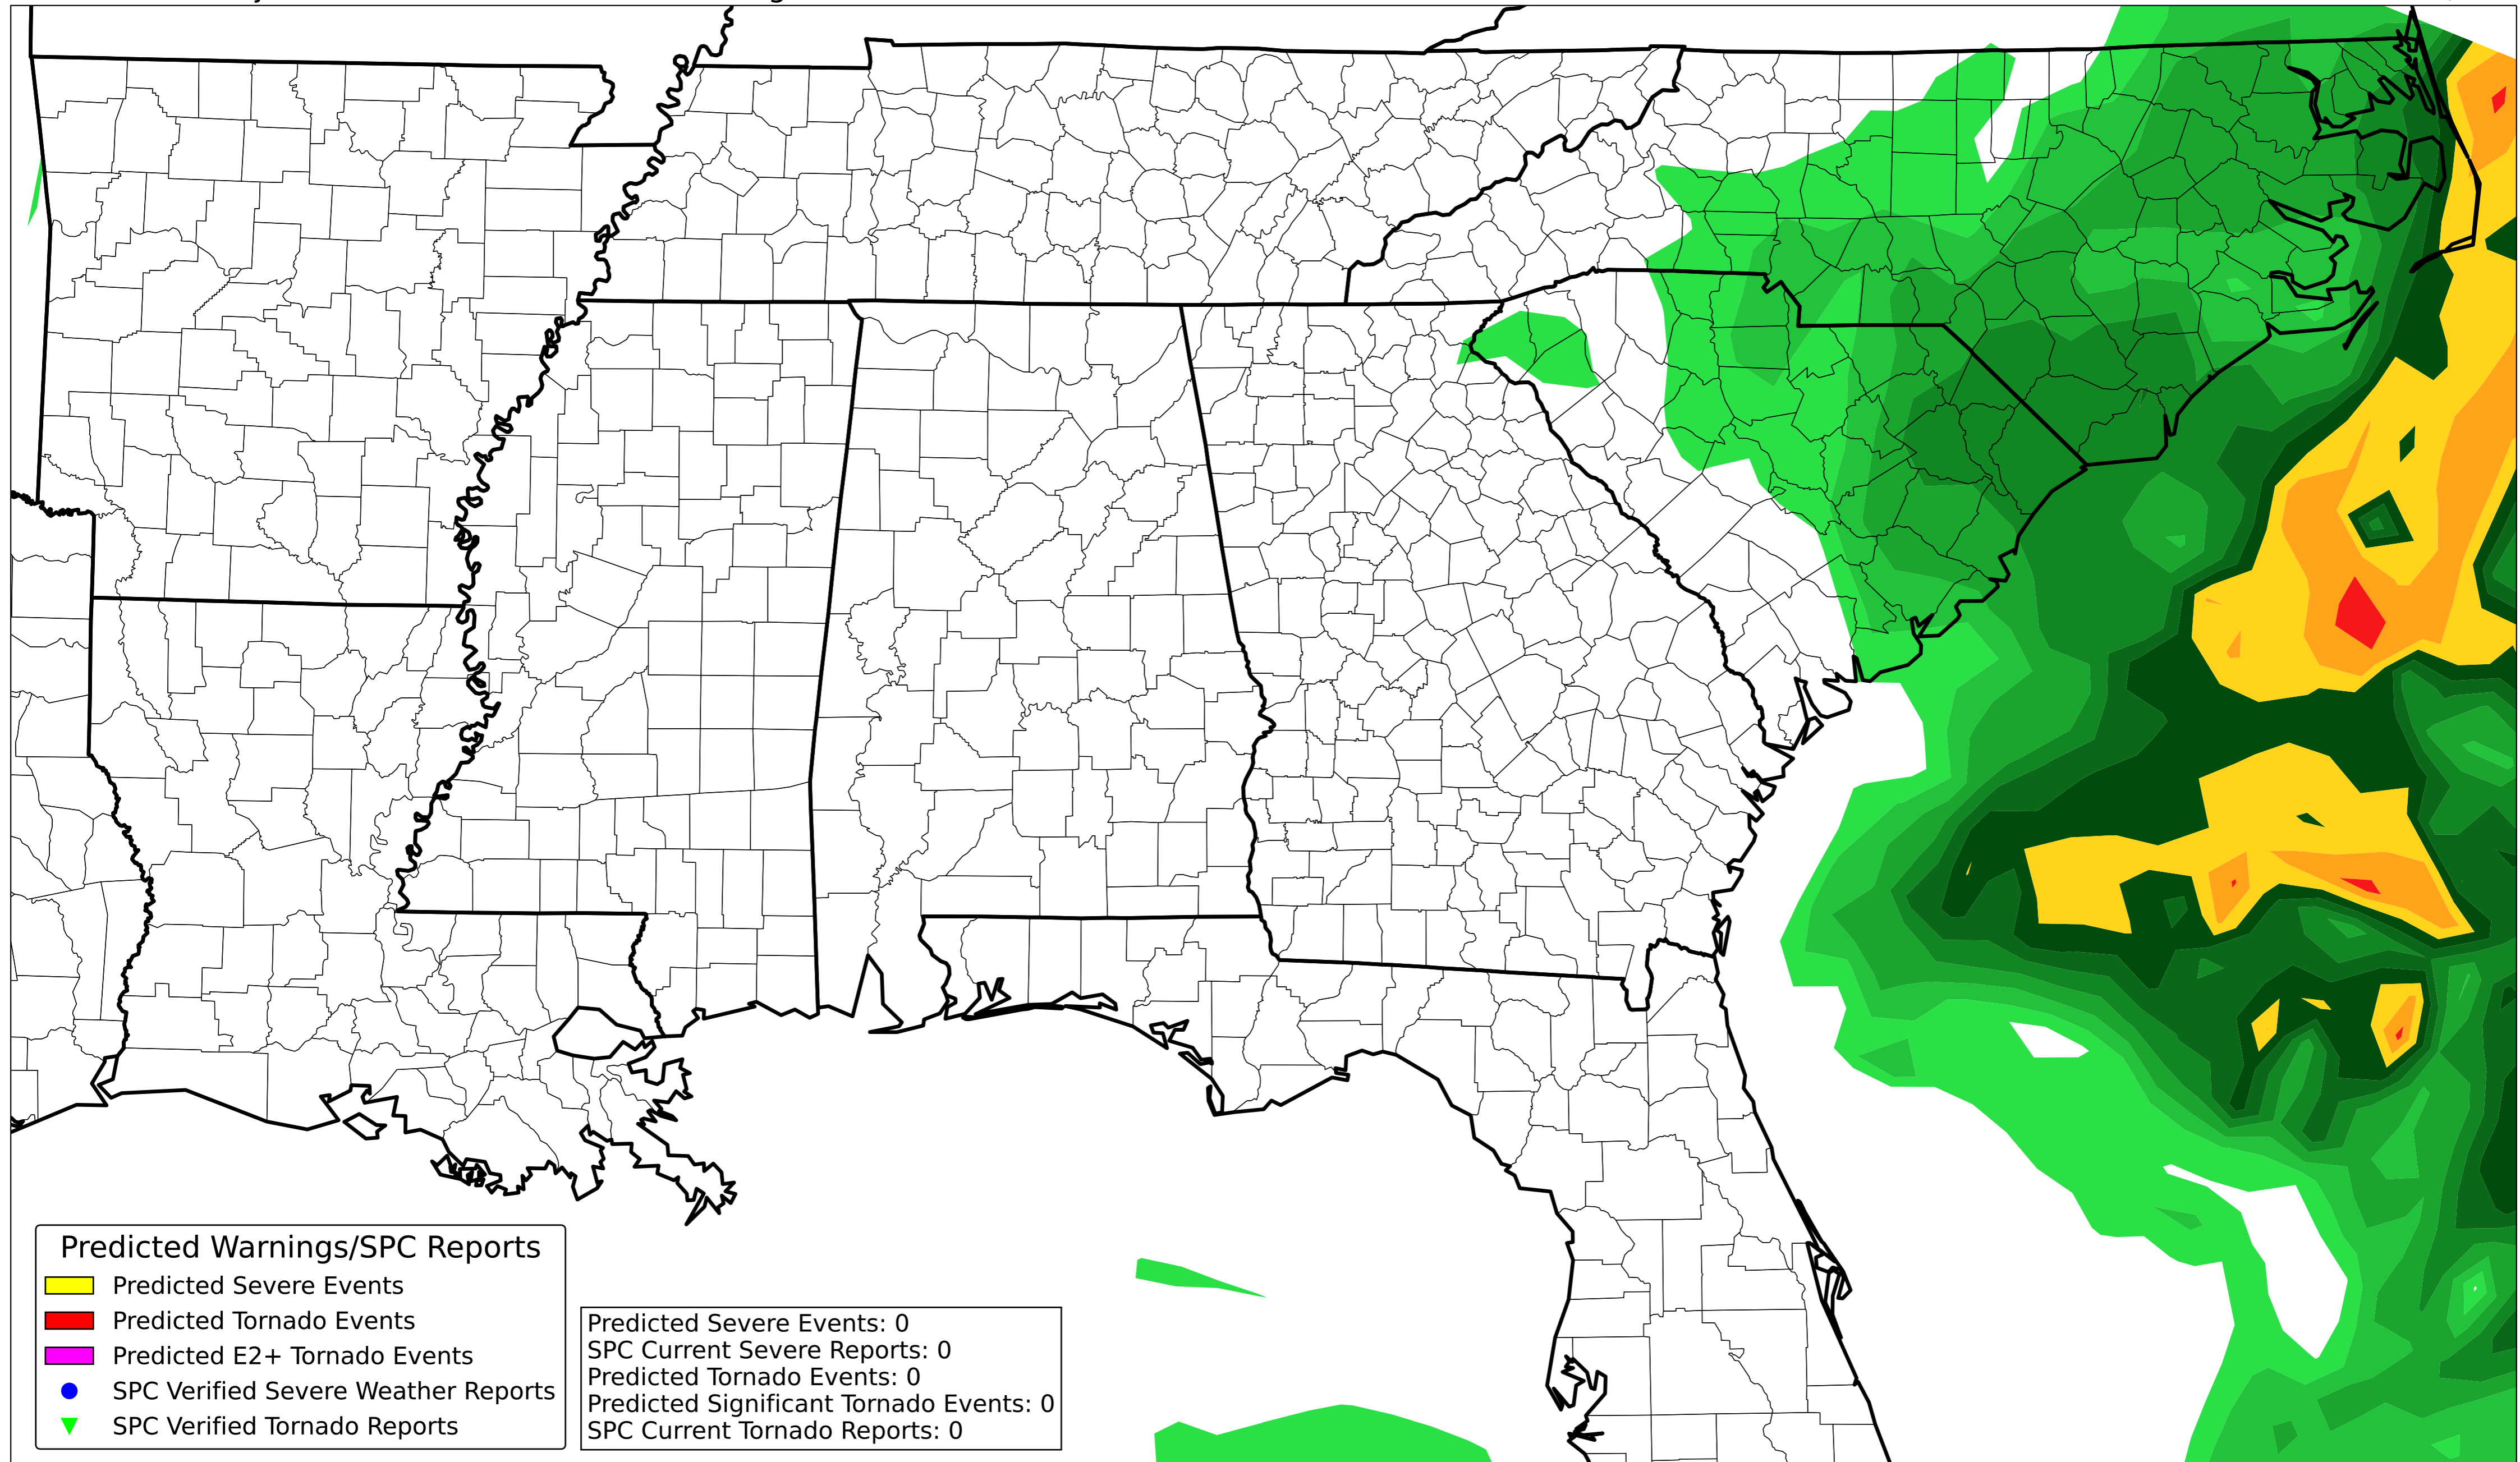 Predicted Warnings/SPC Reports
Predicted Severe Events
Predicted Tornado Events
Predicted E2+ Tornado Events
SPC Verified Severe Weather Reports
SPC Verified Tornado Reports
Predicted Severe Events: 0
SPC Current Severe Reports: 0
Predicted Tornado Events: 0
Predicted Significant Tornado Events: 0
SPC Current Tornado Reports: 0